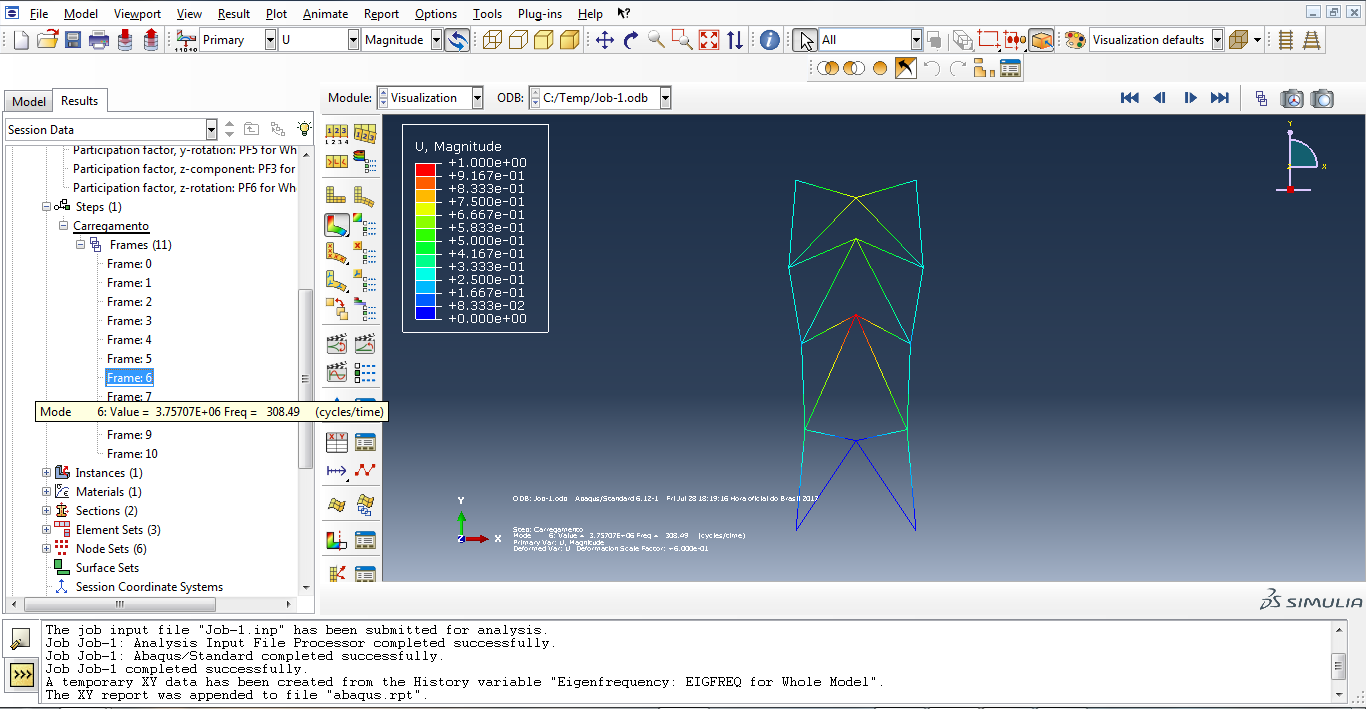 File Model Viewport View Result Plot Animate Report Options Tools Plug-ins Help
Primary U Magnitude All Visualization defaults
Model Results Module: Visualization ODB: C:/Temp/Job-1.odb
Session Data
Participation factor, y-rotation: PF5 for Wh
Participation factor, z-component: PF3 for
Participation factor, z-rotation: PF6 for Wh
Steps (1)
Carregamento
Frames (11)
Frame: 0
Frame: 1
Frame: 2
Frame: 3
Frame: 4
Frame: 5
Frame: 6
Frame: 7
Mode 6: Value = 3.75707E+06 Freq = 308.49 (cycles/time)
Frame: 9
Frame: 10
Instances (1)
Materials (1)
Sections (2)
Element Sets (3)
Node Sets (6)
Surface Sets
Session Coordinate Systems
U, Magnitude
+1.000e+00
+9.167e-01
+8.333e-01
+7.500e-01
+6.667e-01
+5.833e-01
+5.000e-01
+4.167e-01
+3.333e-01
+2.500e-01
+1.667e-01
+8.333e-02
+0.000e+00
Y
X
Z
Y
X
Z
ODB: Job-1.odb Abaqus/Standard 6.12-1 Fri Jul 28 18:19:16 Hora oficial do Brasil 2017
Step: Carregamento
Mode 6: Value = 3.75707E+06 Freq = 308.49 (cycles/time)
Primary Var: U, Magnitude
Deformed Var: U Deformation Scale Factor: +6.000e-01
SIMULIA
The job input file "Job-1.inp" has been submitted for analysis.
Job Job-1: Analysis Input File Processor completed successfully.
Job Job-1: Abaqus/Standard completed successfully.
Job Job-1 completed successfully.
A temporary XY data has been created from the History variable "Eigenfrequency: EIGFREQ for Whole Model".
The XY report was appended to file "abaqus.rpt".